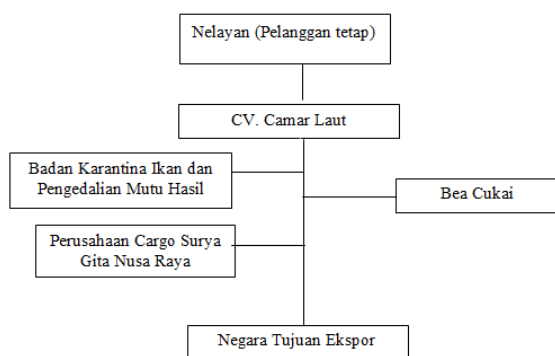 Nelayan (Pelanggan tetap)
CV. Camar Laut
Badan Karantina Ikan dan
Pengedalian Mutu Hasil
Bea Cukai
Perusahaan Cargo Surya
Gita Nusa Raya
Negara Tujuan Ekspor